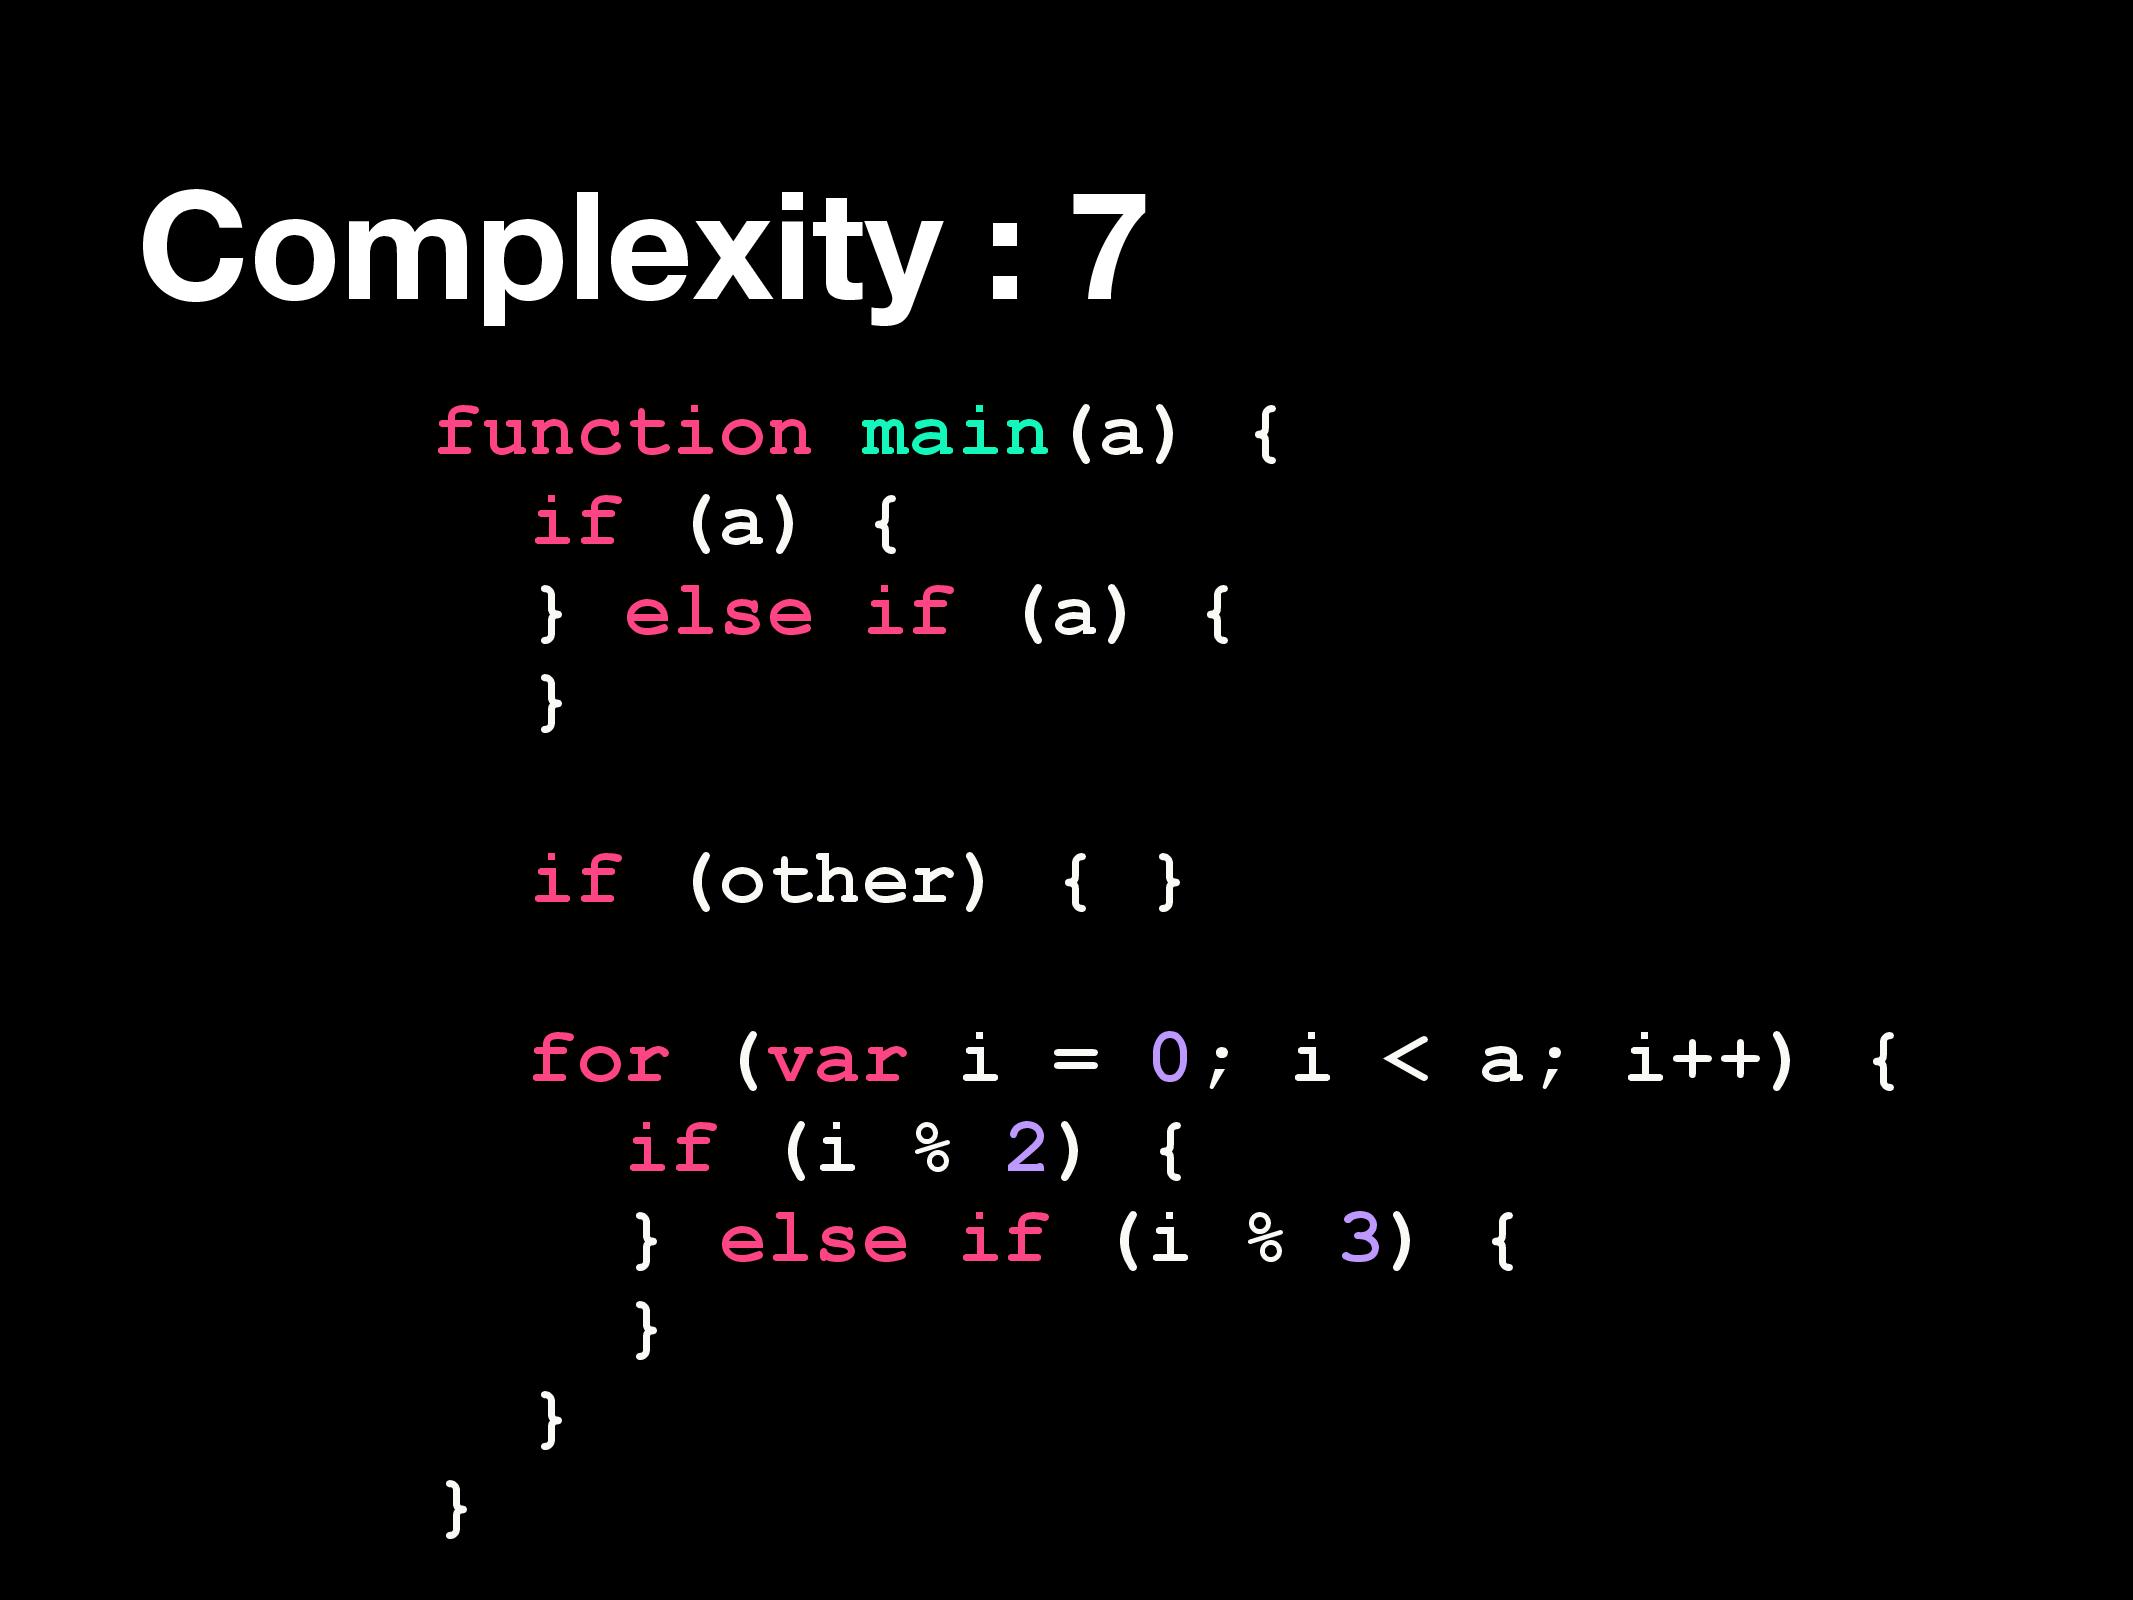 Complexity : 7
function main(a) {
if (a) {
} else if (a) {
}
if (other) { }
for (var i = 0; i < a; i++) {
if (i % 2) {
} else if (i % 3) {
}
}
}